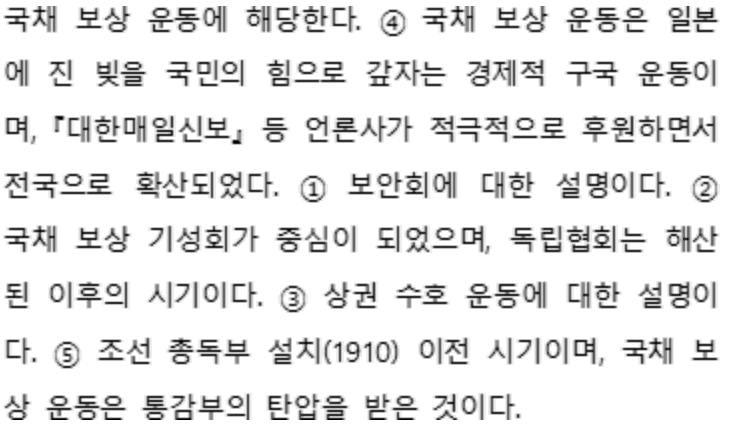 국채 보상 운동에 해당한다. ④ 국채 보상 운동은 일본
에 진 빚을 국민의 힘으로 갚자는 경제적 구국 운동이
며, 『대한매일신보』 등 언론사가 적극적으로 후원하면서
전국으로 확산되었다. ① 보안회에 대한 설명이다. ②
국채 보상 기성회가 중심이 되었으며, 독립협회는 해산
된 이후의 시기이다. ③ 상권 수호 운동에 대한 설명이
다. ⑤ 조선 총독부 설치(1910) 이전 시기이며, 국채 보
상 운동은 통감부의 탄압을 받은 것이다.